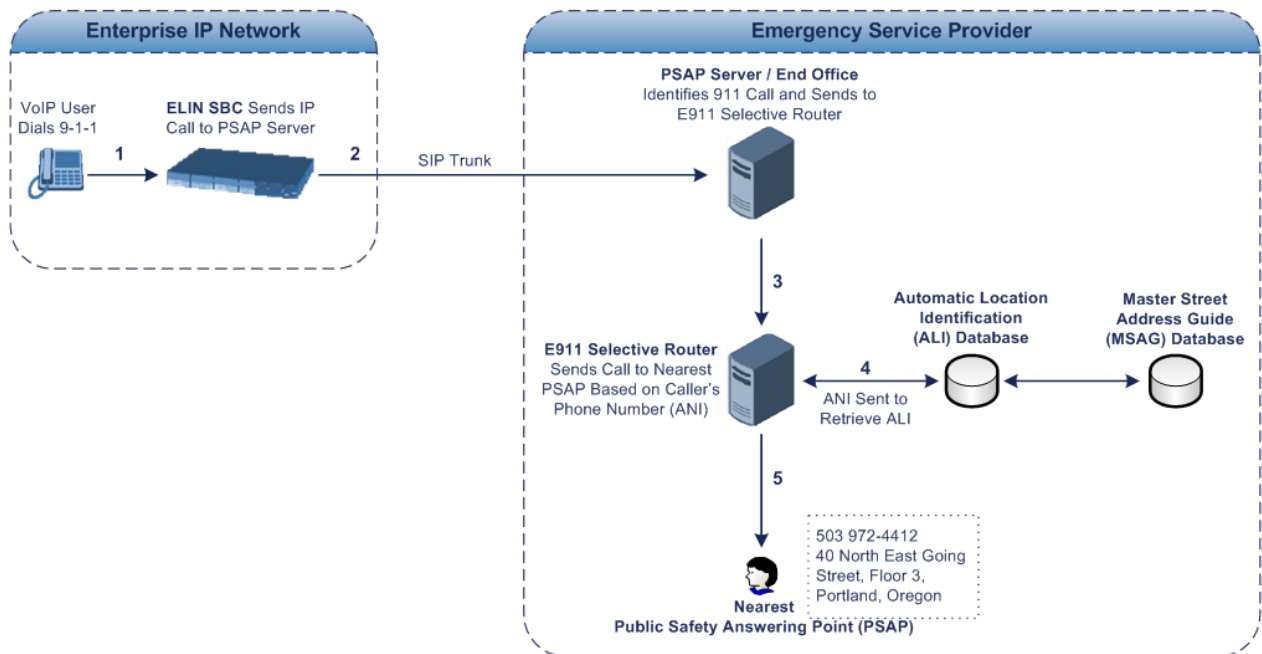 Enterprise IP Network
VoIP User
Dials 9-1-1
ELIN SBC Sends IP
Call to PSAP Server
1
2
SIP Trunk
Emergency Service Provider
PSAP Server / End Office
Identifies 911 Call and Sends to
E911 Selective Router
3
E911 Selective Router
Sends Call to Nearest
PSAP Based on Caller's
Phone Number (ANI)
4
ANI Sent to
Retrieve ALI
Automatic Location
Identification
(ALI) Database
Master Street
Address Guide
(MSAG) Database
5
503 972-4412
40 North East Going
Street, Floor 3,
Portland, Oregon
Nearest
Public Safety Answering Point (PSAP)